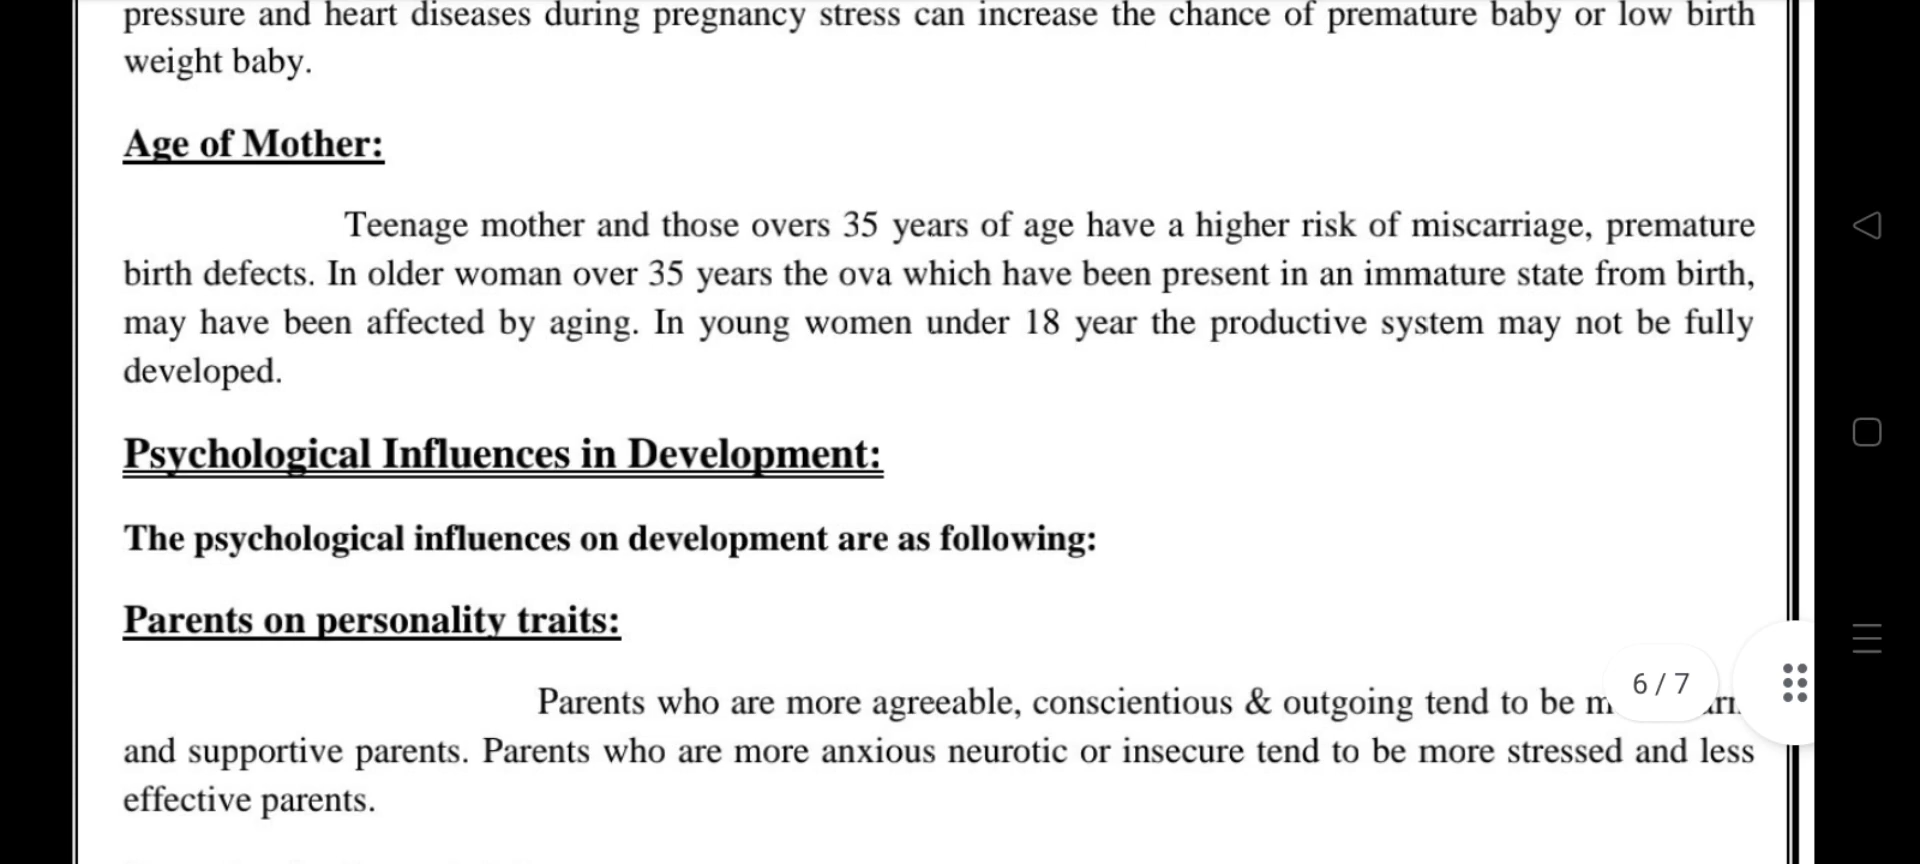 pressure and heart diseases during pregnancy stress can increase the chance of premature baby or low birth
weight baby.
Age of Mother:
Teenage mother and those overs 35 years of age have a higher risk of miscarriage, premature
birth defects. In older woman over 35 years the ova which have been present in an immature state from birth,
may have been affected by aging. In young women under 18 year the productive system may not be fully
developed.
Psychological Influences in Development:
The psychological influences on development are as following:
Parents on personality traits:
Parents who are more agreeable, conscientious & outgoing tend to be
6 / 7
and supportive parents. Parents who are more anxious neurotic or insecure tend to be more stressed and less
effective parents.